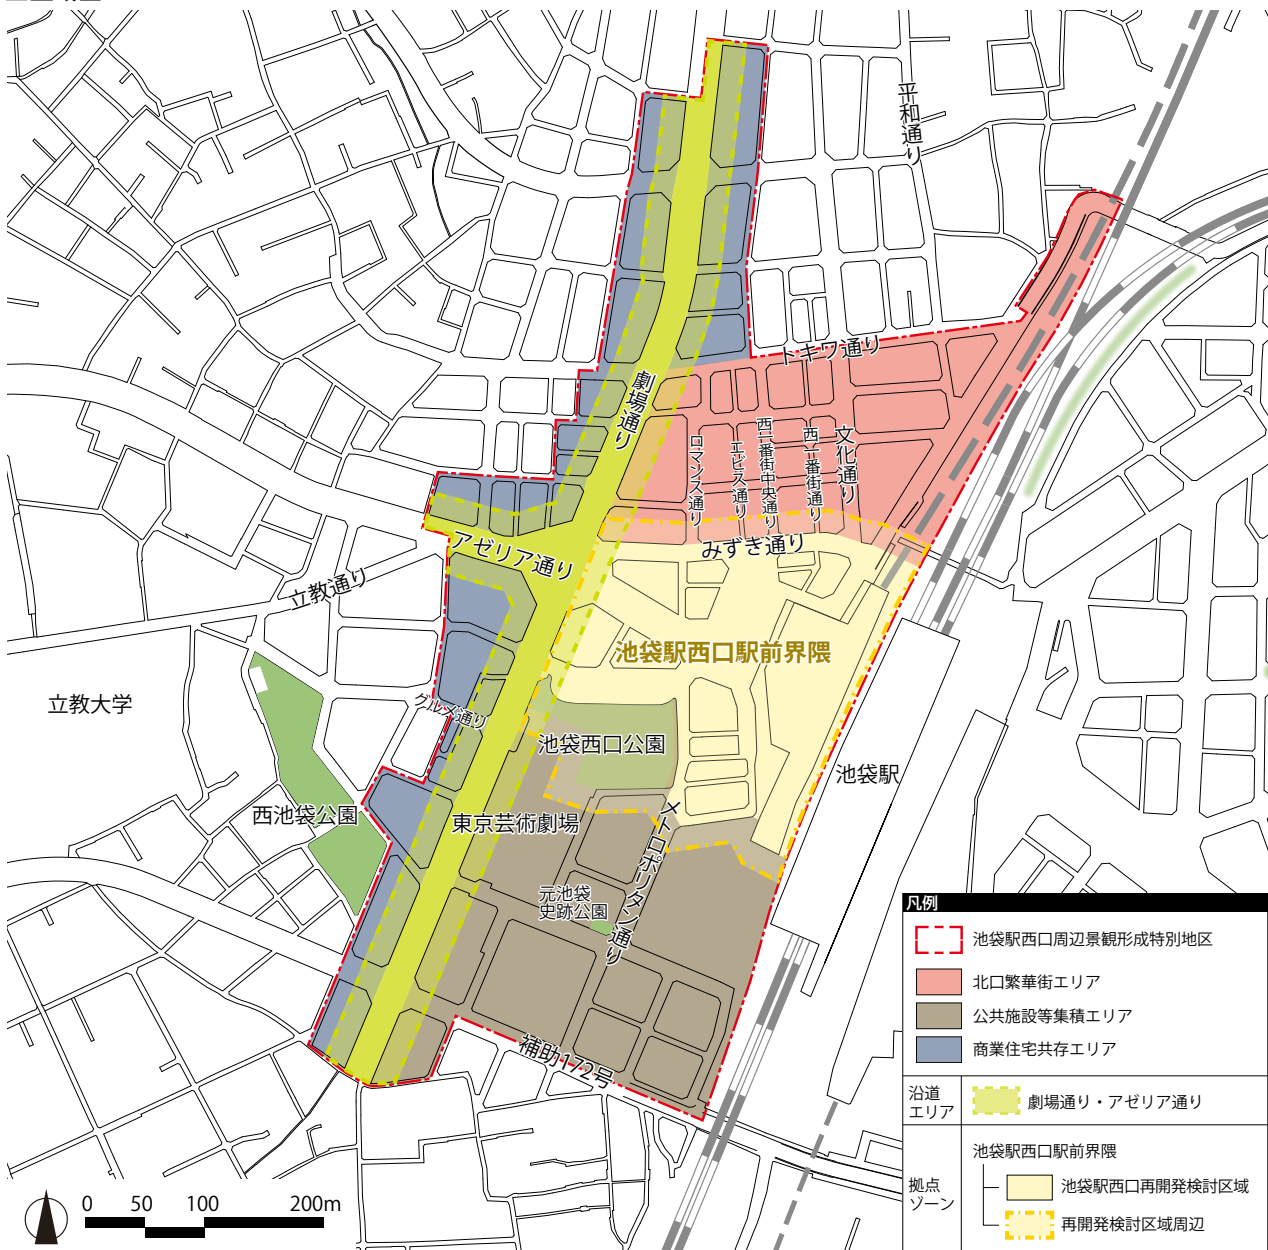 平和通り
トキワ通り
劇場通り
ロマンス通り
エビス通り
西一番街中央通り
西一番街通り
文化通り
みずき通り
アゼリア通り
立教通り
池袋駅西口駅前界隈
立教大学
グルメ通り
池袋西口公園
池袋駅
西池袋公園
東京芸術劇場
メトロポリタン通り
元池袋
史跡公園
補助172号
凡例
池袋駅西口周辺景観形成特別地区
北口繁華街エリア
公共施設等集積エリア
商業住宅共存エリア
沿道
エリア
劇場通り・アゼリア通り
拠点
ゾーン
池袋駅西口駅前界隈
池袋駅西口再開発検討区域
再開発検討区域周辺
0 50 100 200m